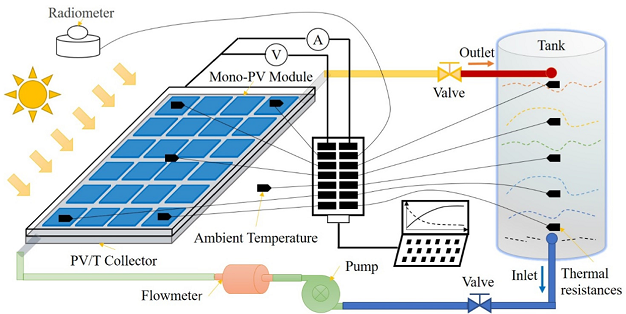 Radiometer
A
V
Outlet
Tank
Mono-PV Module
Valve
Ambient Temperature
PV/T Collector
Pump
Valve
Inlet
Thermal
resistances
Flowmeter